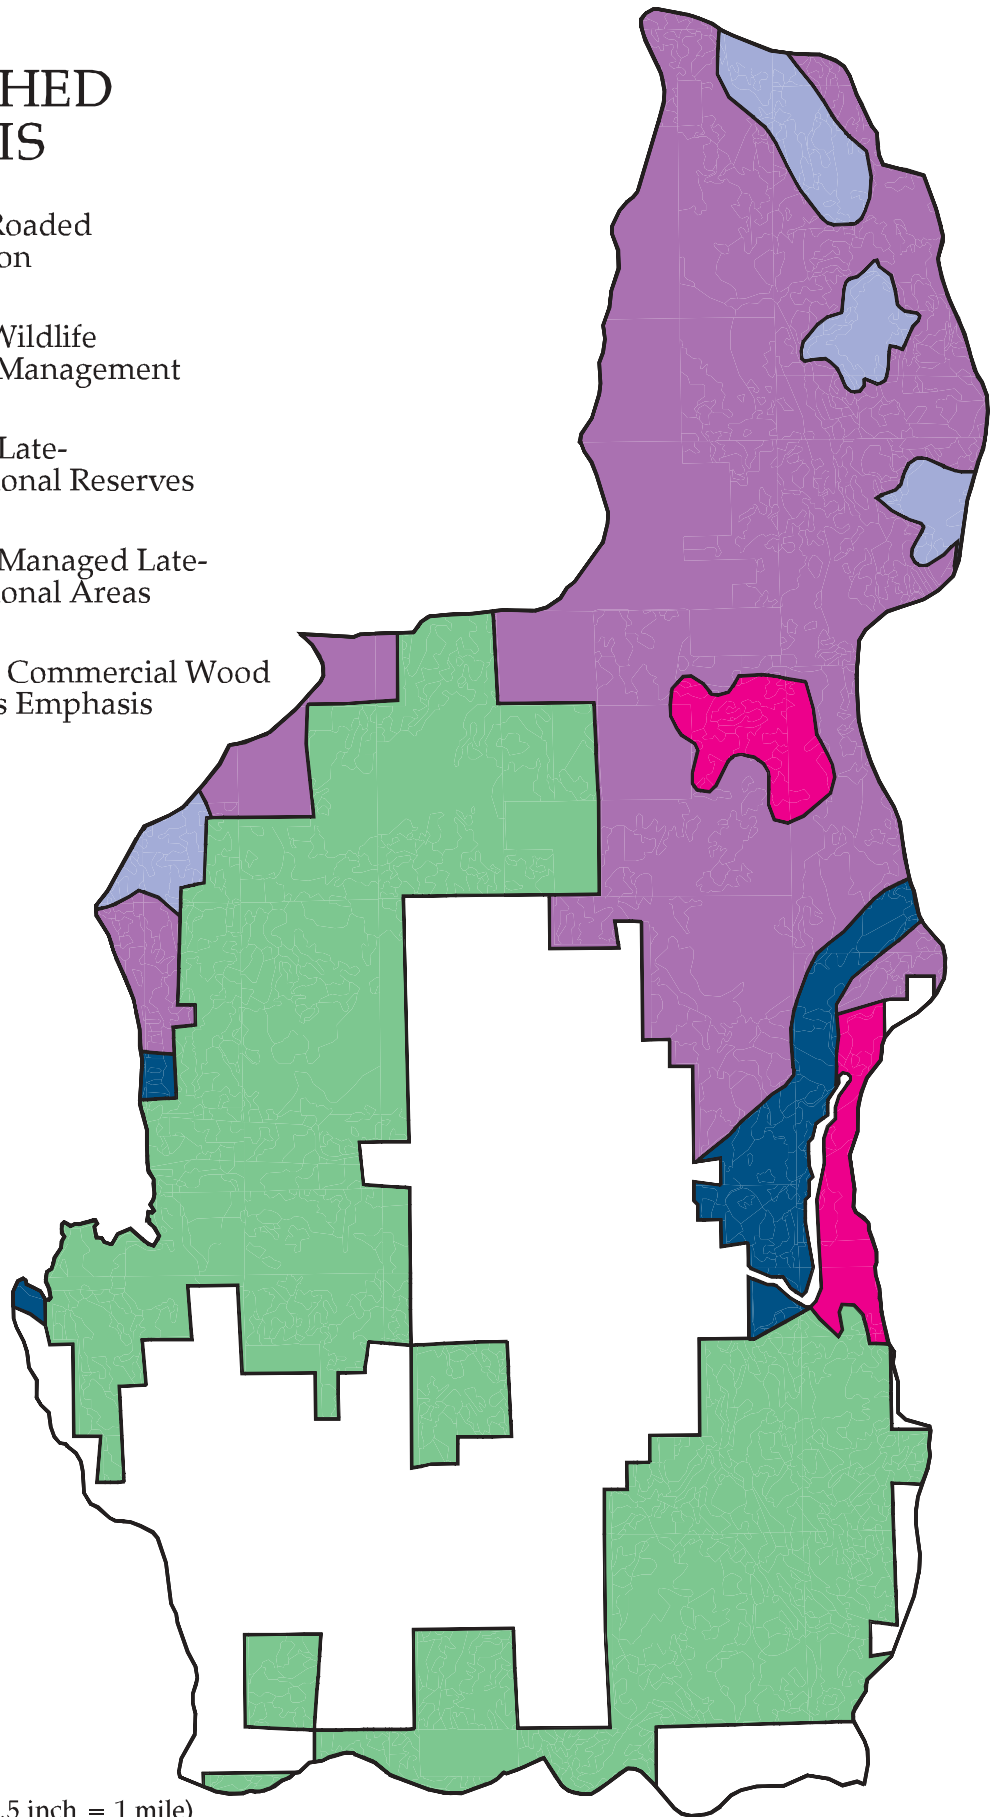 HED
IS
Roaded
on
Wildlife
Management
Late-
onal Reserves
Managed Late-
onal Areas
Commercial Wood
s Emphasis
.5 inch = 1 mile)